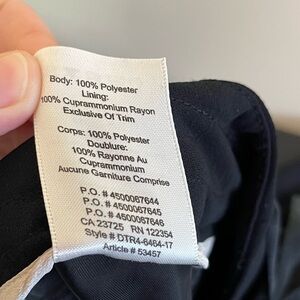 Body: 100% Polyester
Lining:
100% Cuprammonium Rayon
Exclusive Of Trim
Corps: 100% Polyester
Doublure:
100% Rayonne Au
Cuprammonium
Aucune Garniture Comprise
P.O. # 4500067644
P.O. # 4500067645
P.O. # 4500067646
CA 23725 RN 122354
Style # DTR4-6464-17
Article # 53457